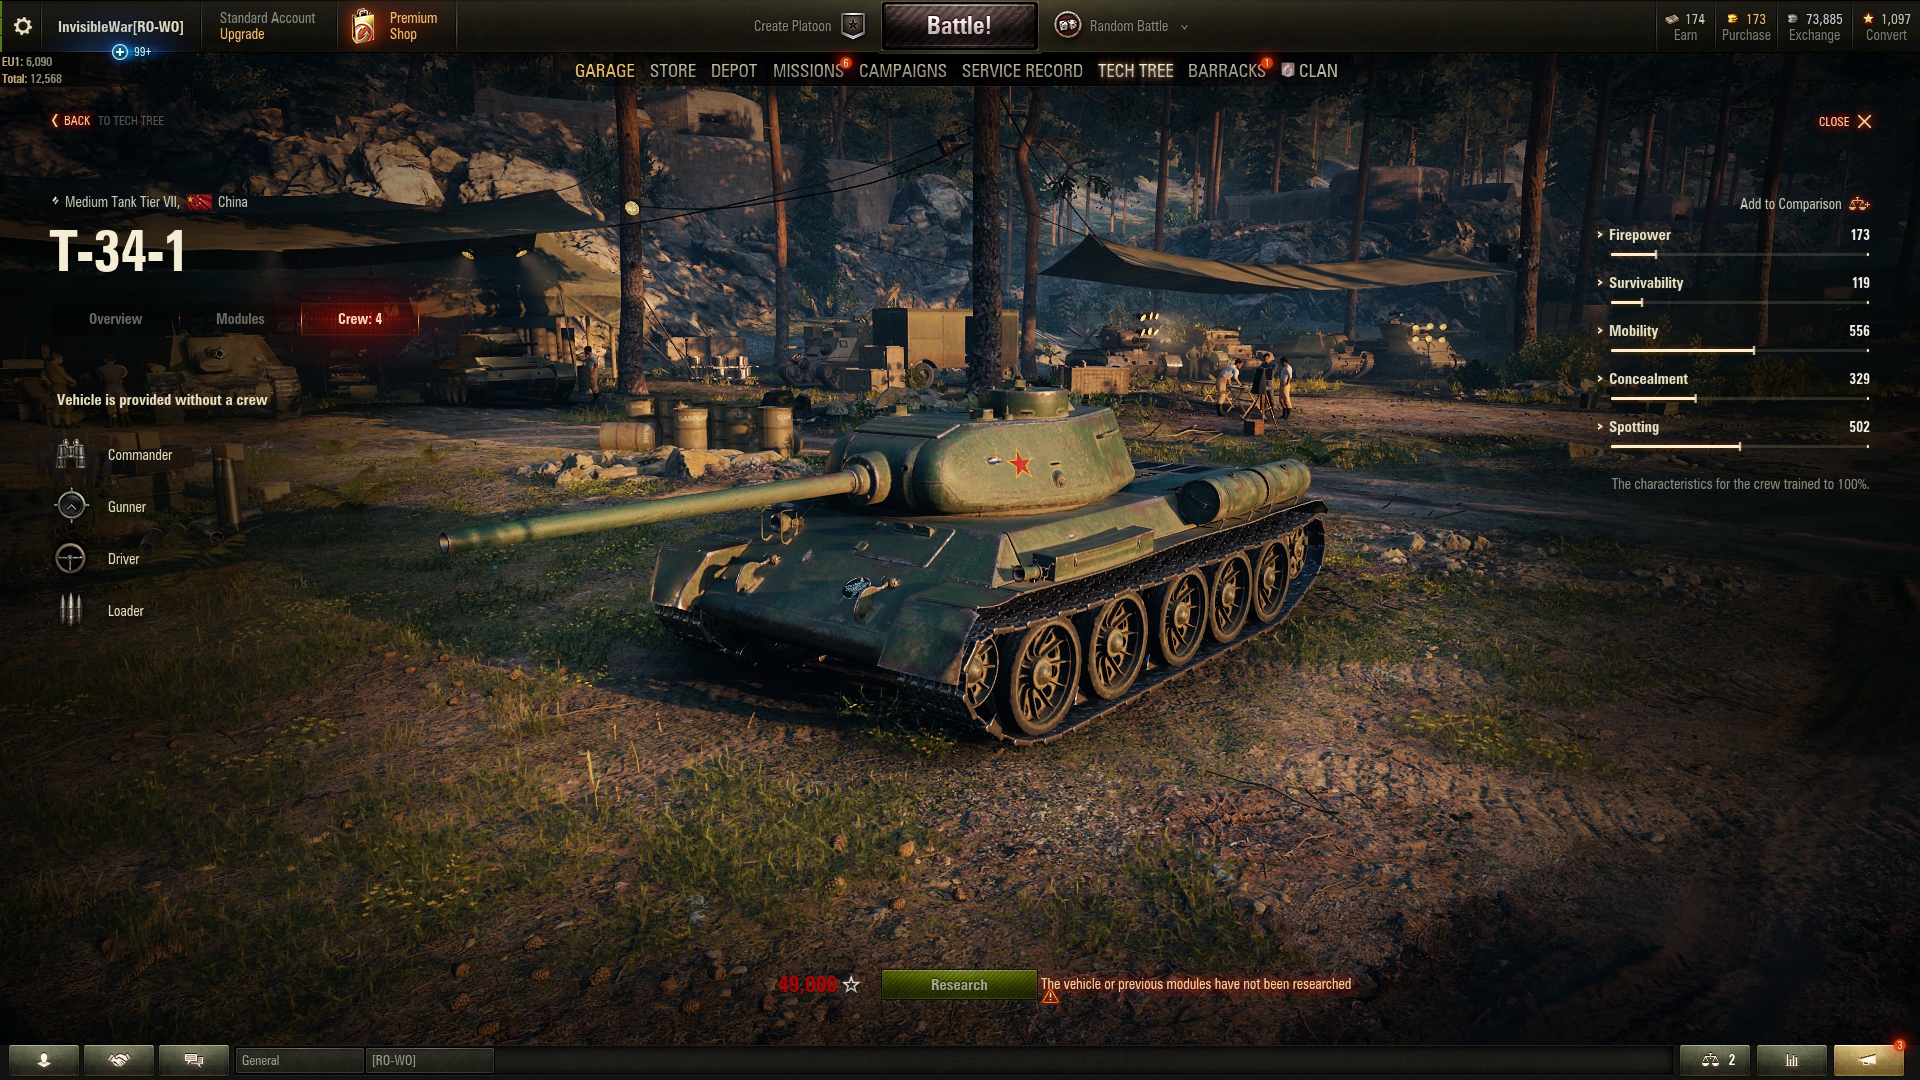 InvisibleWar[RO-WO]
99+
Standard Account
Upgrade
Premium
Shop
Create Platoon
Battle!
Random Battle
174
Earn
173
Purchase
73,885
Exchange
1,097
Convert
EU1: 6,090
Total: 12,568
GARAGE STORE DEPOT MISSIONS 6 CAMPAIGNS SERVICE RECORD TECH TREE BARRACKS 1 CLAN
BACK TO TECH TREE
CLOSE
Medium Tank Tier VII, China
T-34-1
Overview Modules Crew: 4
Vehicle is provided without a crew
Commander
Gunner
Driver
Loader
Add to Comparison
Firepower 173
Survivability 119
Mobility 556
Concealment 329
Spotting 502
The characteristics for the crew trained to 100%.
GASOLINE
49,000
Research
The vehicle or previous modules have not been researched
General
[RO-WO]
2
3